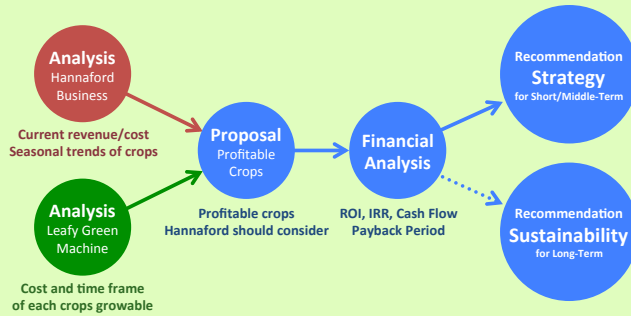 Analysis
Hannaford
Business
Current revenue/cost
Seasonal trends of crops
Analysis
Leafy Green
Machine
Cost and time frame
of each crops growable
Proposal
Profitable
Crops
Profitable crops
Hannaford should consider
Financial
Analysis
ROI, IRR, Cash Flow
Payback Period
Recommendation
Strategy
for Short/Middle-Term
Recommendation
Sustainability
for Long-Term